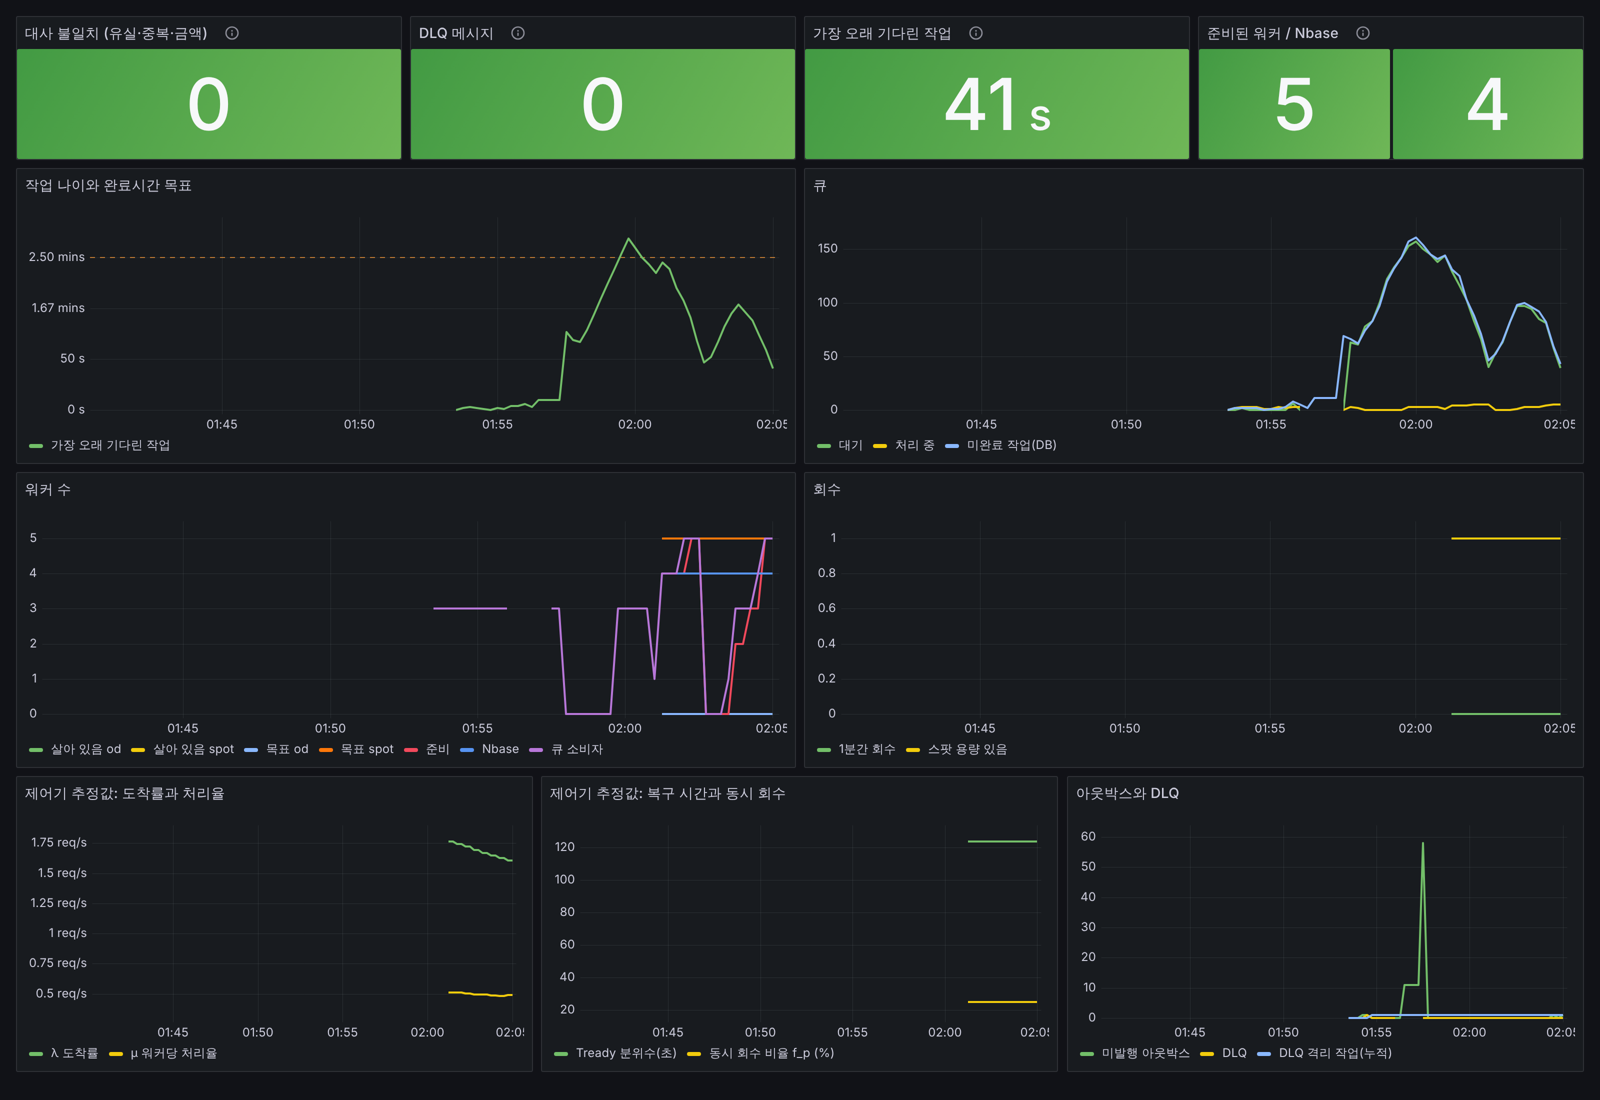 대사 불일치 (유실·중복·금액)
DLQ 메시지
가장 오래 기다린 작업
준비된 워커 / Nbase
0
0
41 s
5
4
작업 나이와 완료시간 목표
2.50 mins
1.67 mins
50 s
0 s
01:45
01:50
01:55
02:00
02:05
가장 오래 기다린 작업
큐
150
100
50
0
01:45
01:50
01:55
02:00
02:05
대기
처리 중
미완료 작업(DB)
워커 수
5
4
3
2
1
0
01:45
01:50
01:55
02:00
02:05
살아 있음 od
살아 있음 spot
목표 od
목표 spot
준비
Nbase
큐 소비자
회수
1
0.8
0.6
0.4
0.2
0
01:45
01:50
01:55
02:00
02:05
1분간 회수
스팟 용량 있음
제어기 추정값: 도착률과 처리율
1.75 req/s
1.5 req/s
1.25 req/s
1 req/s
0.75 req/s
0.5 req/s
01:45
01:50
01:55
02:00
02:0
λ 도착률
μ 워커당 처리율
제어기 추정값: 복구 시간과 동시 회수
120
100
80
60
40
20
01:45
01:50
01:55
02:00
02:0
Tready 분위수(초)
동시 회수 비율 f_p (%)
아웃박스와 DLQ
60
50
40
30
20
10
0
01:45
01:50
01:55
02:00
02:0
미발행 아웃박스
DLQ
DLQ 격리 작업(누적)